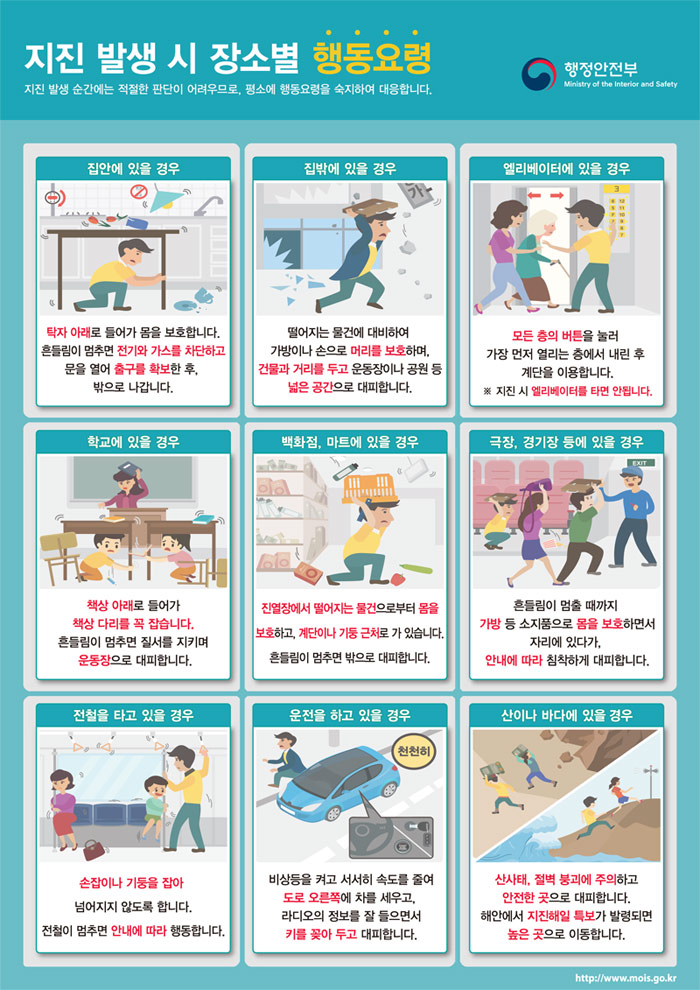 지진 발생 시 장소별 행동요령
지진 발생 순간에는 적절한 판단이 어려우므로, 평소에 행동요령을 숙지하여 대응합니다.
행정안전부
Ministry of the Interior and Safety
집안에 있을 경우
탁자 아래로 들어가 몸을 보호합니다.
흔들림이 멈추면 전기와 가스를 차단하고
문을 열어 출구를 확보한 후,
밖으로 나갑니다.
집밖에 있을 경우
가
떨어지는 물건에 대비하여
가방이나 손으로 머리를 보호하며,
건물과 거리를 두고 운동장이나 공원 등
넓은 공간으로 대피합니다.
엘리베이터에 있을 경우
3
모든 층의 버튼을 눌러
가장 먼저 열리는 층에서 내린 후
계단을 이용합니다.
※ 지진 시 엘리베이터를 타면 안됩니다.
학교에 있을 경우
책상 아래로 들어가
책상 다리를 꼭 잡습니다.
흔들림이 멈추면 질서를 지키며
운동장으로 대피합니다.
백화점, 마트에 있을 경우
진열장에서 떨어지는 물건으로부터 몸을
보호하고, 계단이나 기둥 근처로 가 있습니다.
흔들림이 멈추면 밖으로 대피합니다.
극장, 경기장 등에 있을 경우
EXIT
흔들림이 멈출 때까지
가방 등 소지품으로 몸을 보호하면서
자리에 있다가,
안내에 따라 침착하게 대피합니다.
전철을 타고 있을 경우
손잡이나 기둥을 잡아
넘어지지 않도록 합니다.
전철이 멈추면 안내에 따라 행동합니다.
운전을 하고 있을 경우
천천히
비상등을 켜고 서서히 속도를 줄여
도로 오른쪽에 차를 세우고,
라디오의 정보를 잘 들으면서
키를 꽂아 두고 대피합니다.
산이나 바다에 있을 경우
산사태, 절벽 붕괴에 주의하고
안전한 곳으로 대피합니다.
해안에서 지진해일 특보가 발령되면
높은 곳으로 이동합니다.
http://www.mois.go.kr